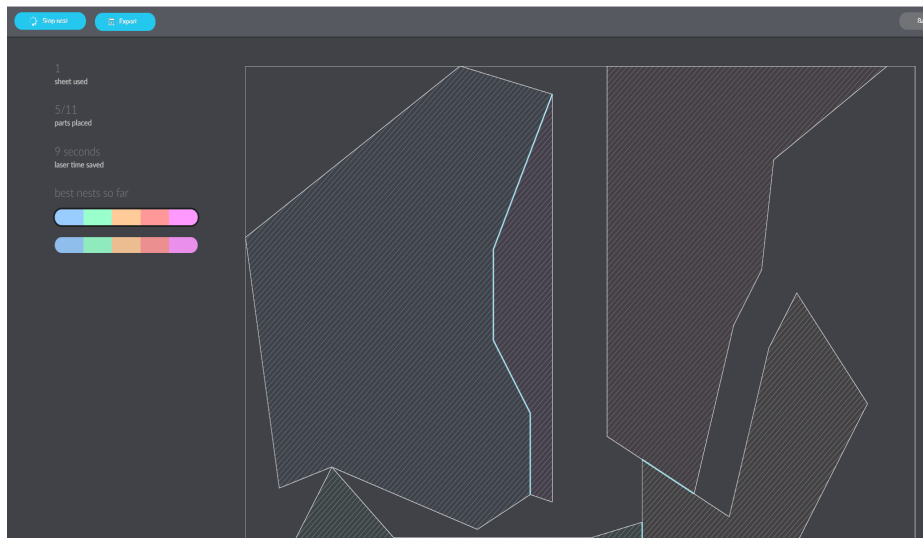 Stop nest
Export
Ba
1
sheet used
5/11
parts placed
9 seconds
laser time saved
best nests so far